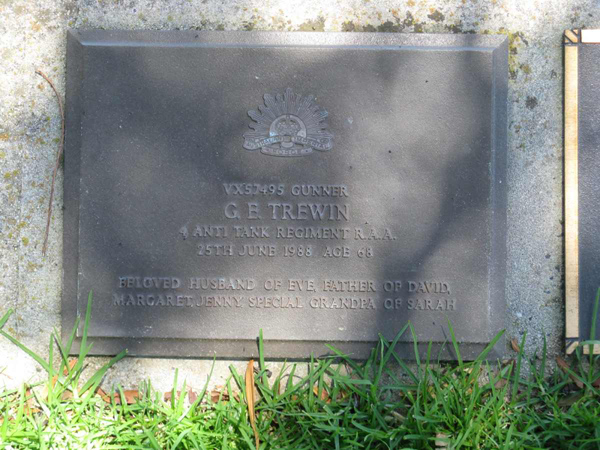 VX57495 GUNNER
G. E. TREWIN
4 ANTI TANK REGIMENT R.A.A.
25TH JUNE 1988 AGE 68
BELOVED HUSBAND OF EVE, FATHER OF DAVID,
MARGARET, JENNY, SPECIAL GRANDPA OF SARAH